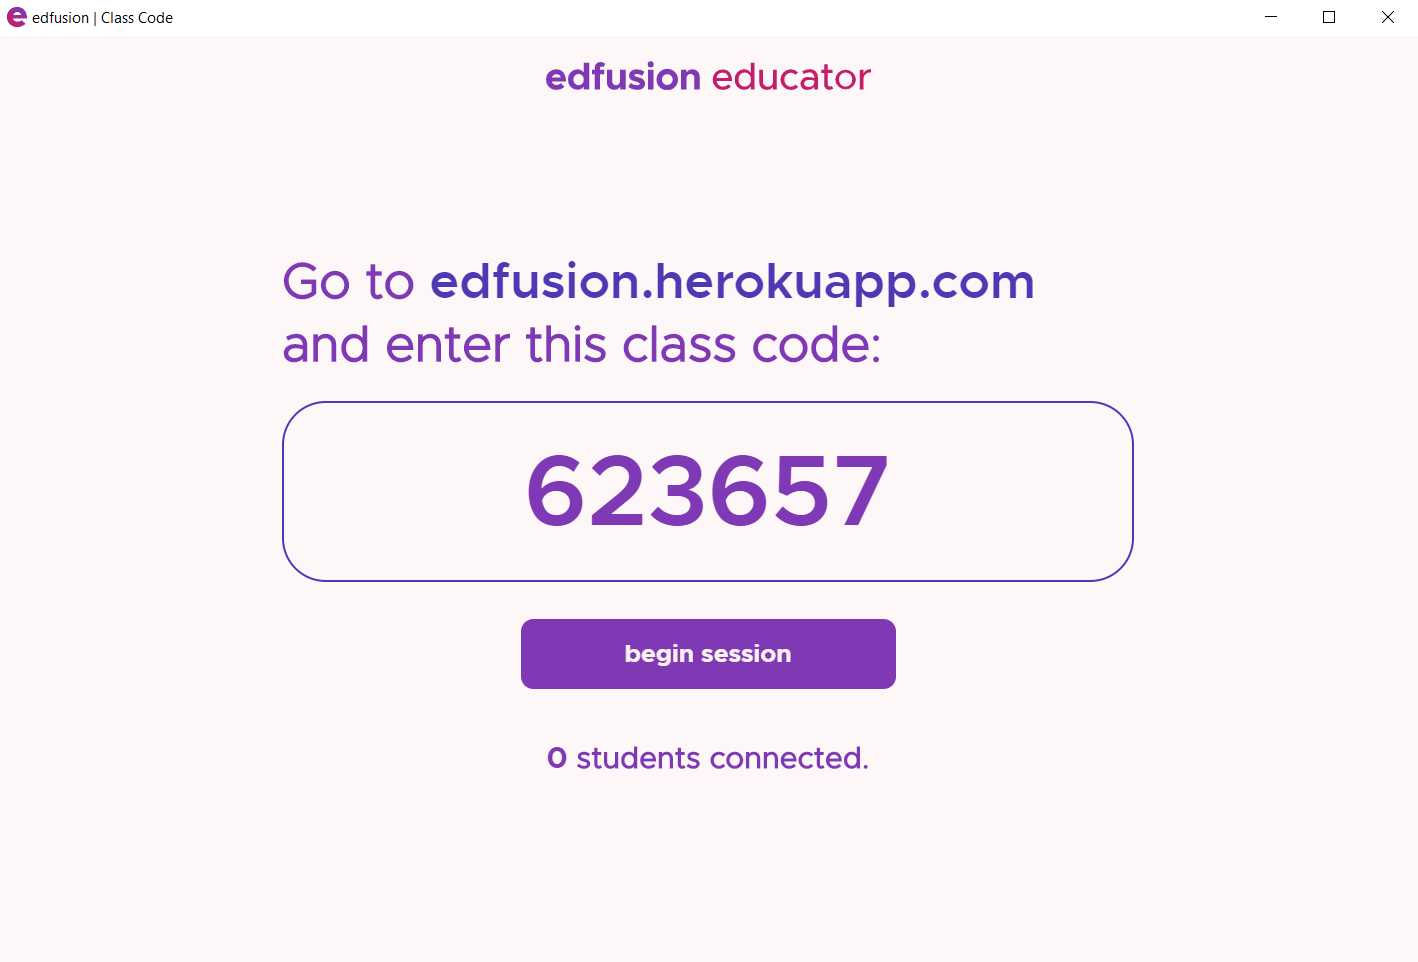 edfusion | Class Code
edfusion educator
Go to edfusion.herokuapp.com
and enter this class code:
623657
begin session
0 students connected.